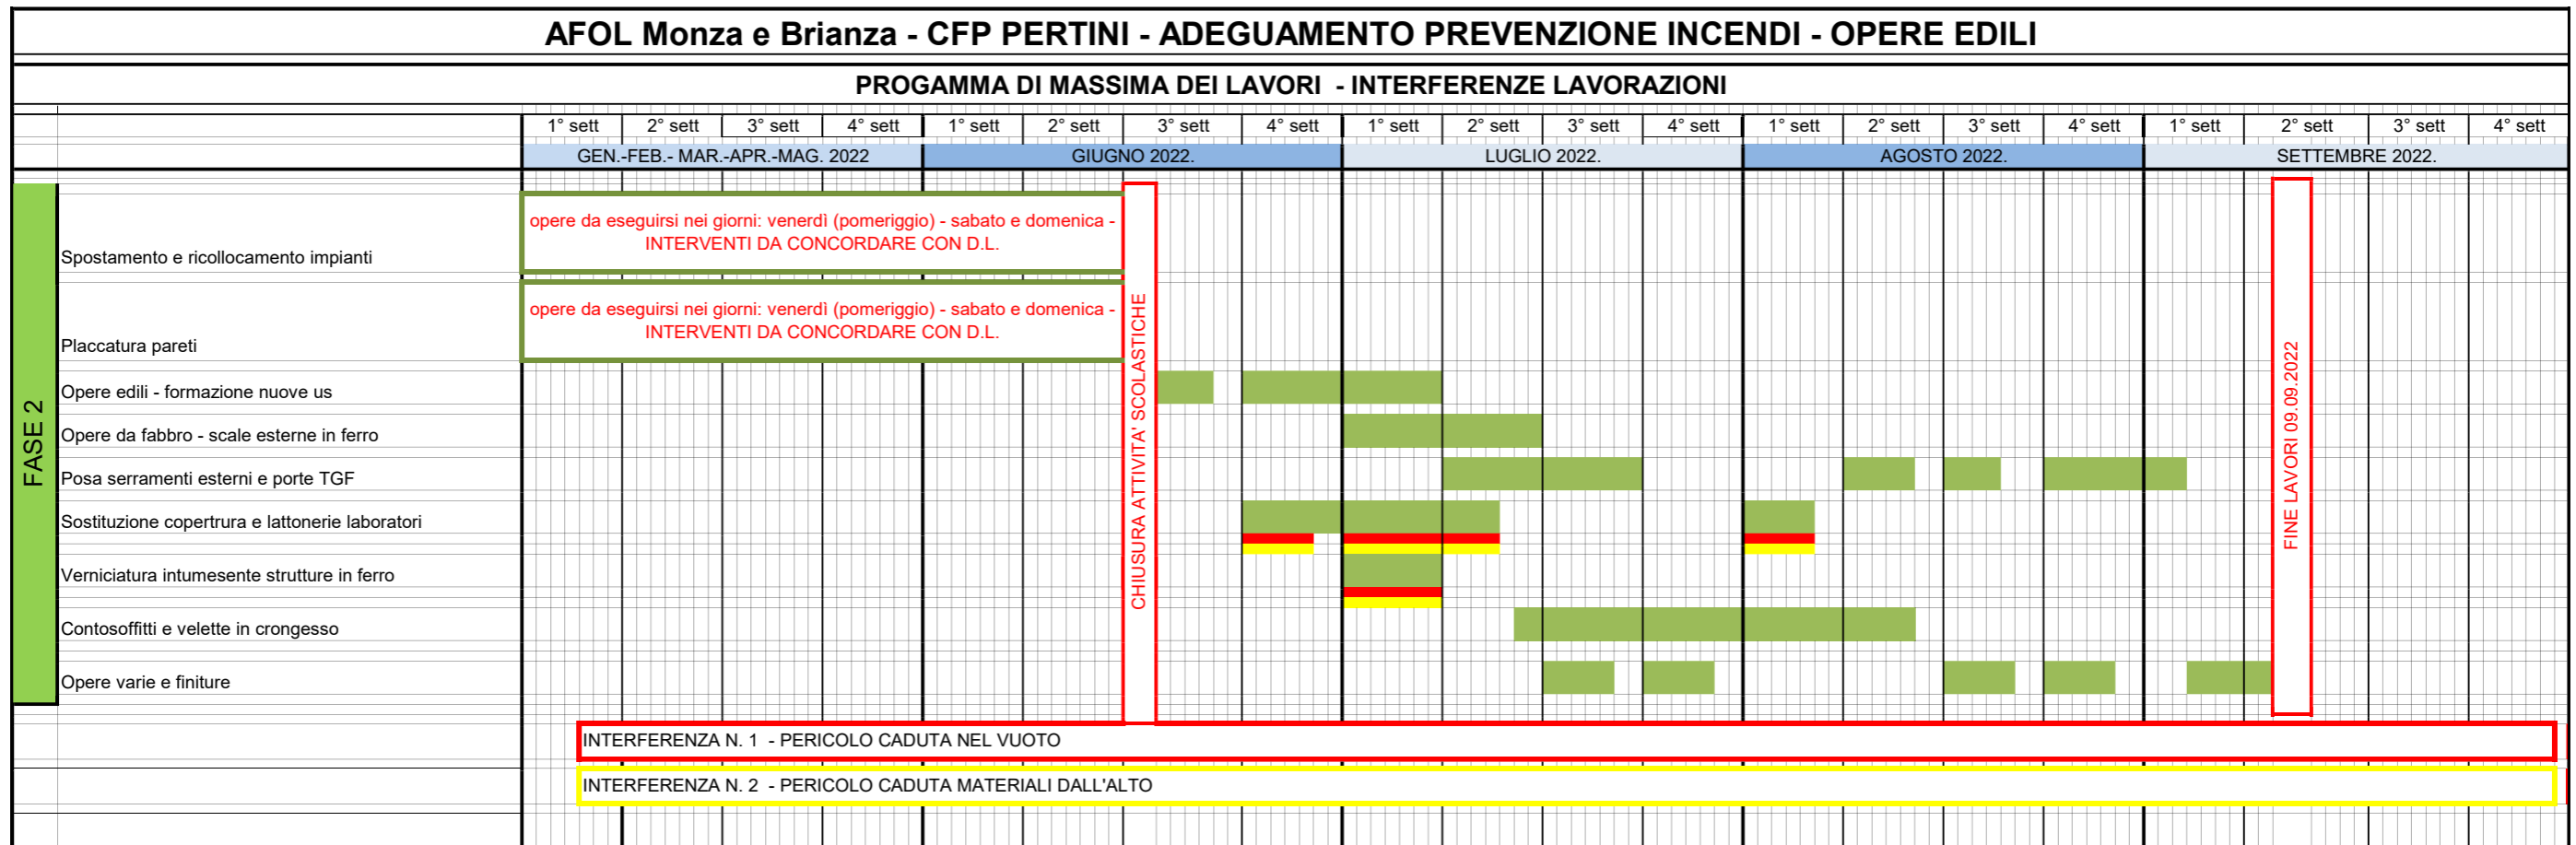 AFOL Monza e Brianza - CFP PERTINI - ADEGUAMENTO PREVENZIONE INCENDI - OPERE EDILI
PROGAMMA DI MASSIMA DEI LAVORI - INTERFERENZE LAVORAZIONI
1° sett 2° sett 3° sett 4° sett 1° sett 2° sett 3° sett 4° sett 1° sett 2° sett 3° sett 4° sett 1° sett 2° sett 3° sett 4° sett 1° sett 2° sett 3° sett 4° sett
GEN.-FEB.- MAR.-APR.-MAG. 2022 GIUGNO 2022. LUGLIO 2022. AGOSTO 2022. SETTEMBRE 2022.
FASE 2
opere da eseguirsi nei giorni: venerdì (pomeriggio) - sabato e domenica -
INTERVENTI DA CONCORDARE CON D.L.
Spostamento e ricollocamento impianti
opere da eseguirsi nei giorni: venerdì (pomeriggio) - sabato e domenica -
INTERVENTI DA CONCORDARE CON D.L.
Placcatura pareti
CHIUSURA ATTIVITA' SCOLASTICHE
FINE LAVORI 09.09.2022
Opere edili - formazione nuove us
Opere da fabbro - scale esterne in ferro
Posa serramenti esterni e porte TGF
Sostituzione copertrura e lattonerie laboratori
Verniciatura intumesente strutture in ferro
Contosoffitti e velette in crongesso
Opere varie e finiture
INTERFERENZA N. 1 - PERICOLO CADUTA NEL VUOTO
INTERFERENZA N. 2 - PERICOLO CADUTA MATERIALI DALL'ALTO